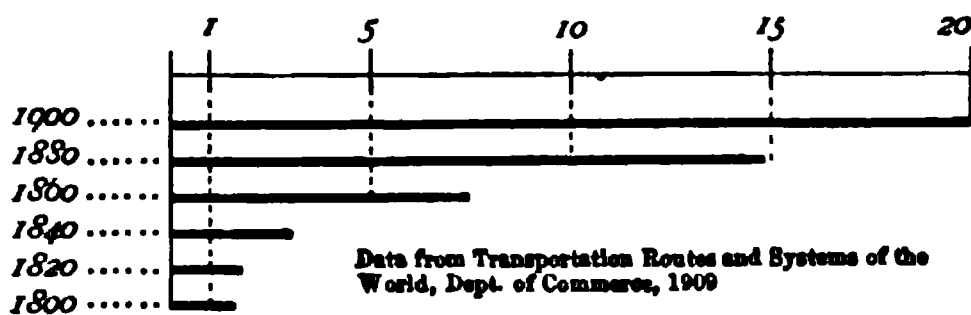 1 5 10 15 20
1900 ......
1880 ......
1860 ......
1840 ......
1820 ......
1800 ......
Data from Transportation Routes and Systems of the
World, Dept. of Commerce, 1909